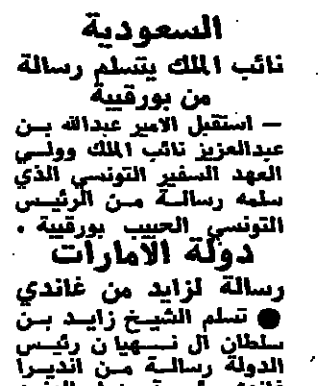 السعودية
نائب الملك يتسلم رسالة
من بورقيبة
— استقبل الامير عبدالله بن
عبدالعزيز نائب الملك وولي
العهد السفير التونسي الذي
سلمه رسالة من الرئيس
التونسي الحبيب بورقيبة .
دولة الامارات
رسالة لزايد من غاندي
● تسلم الشيخ زايد بن
سلطان ال نهيان رئيس
الدولة رسالة من انديرا